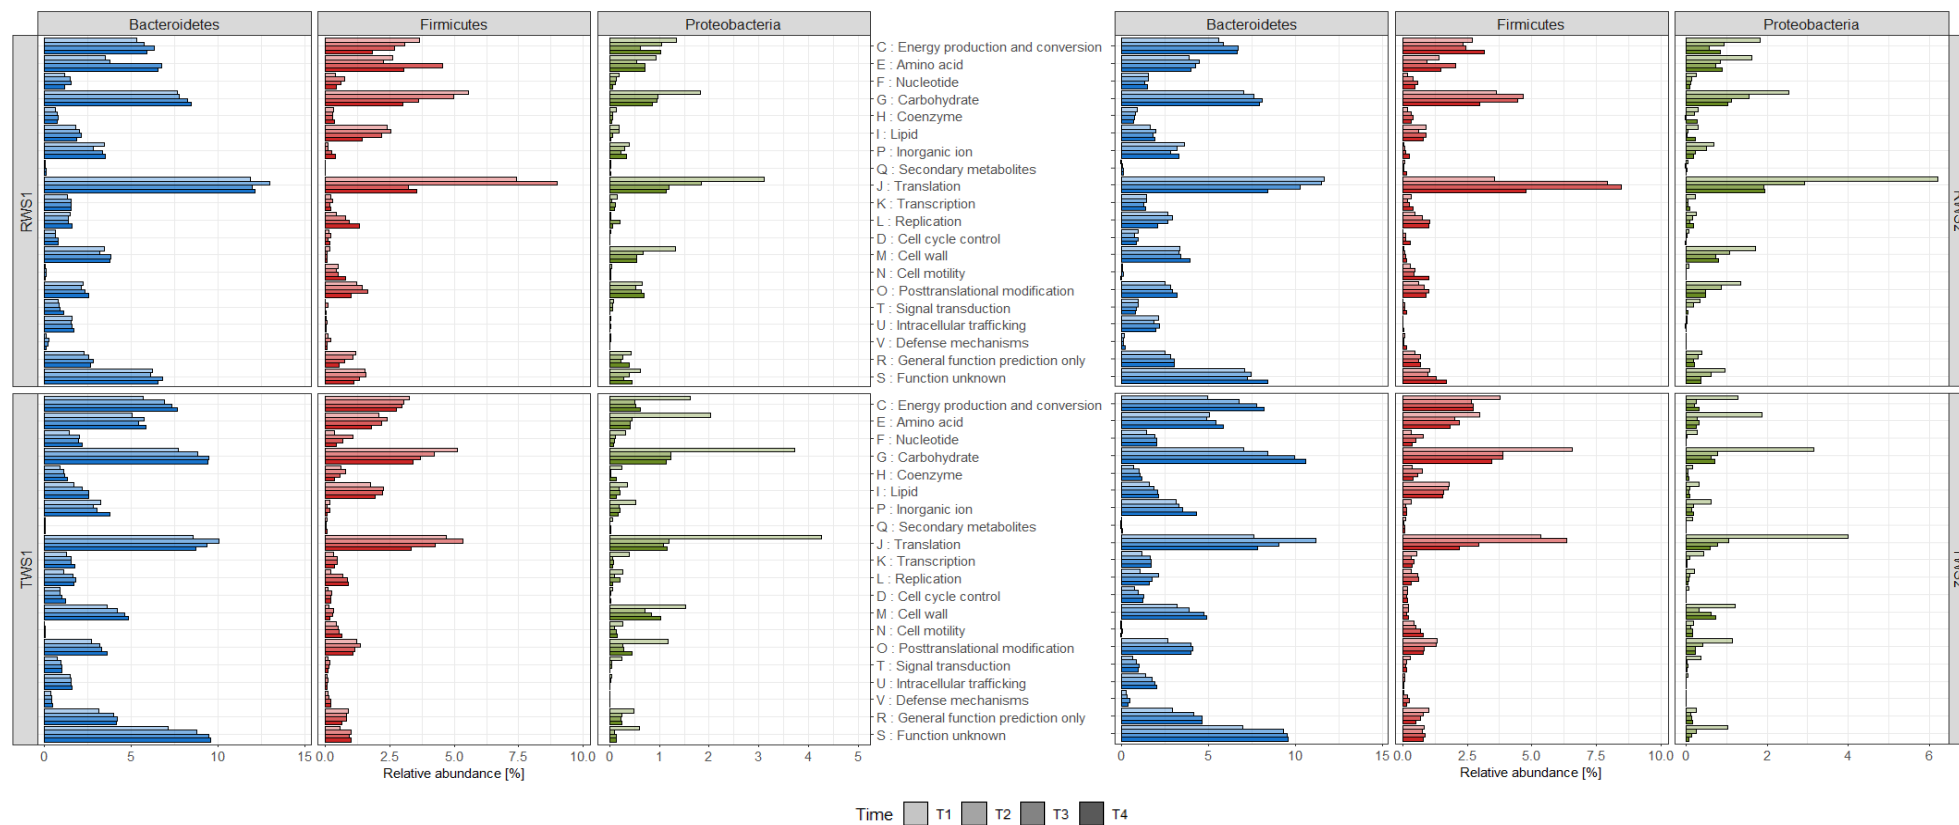 Bacteroidetes Firmicutes Proteobacteria Bacteroidetes Firmicutes Proteobacteria
RWS1
C : Energy production and conversion
E : Amino acid
F : Nucleotide
G : Carbohydrate
H : Coenzyme
I : Lipid
P : Inorganic ion
Q : Secondary metabolites
J : Translation
K : Transcription
L : Replication
D : Cell cycle control
M : Cell wall
N : Cell motility
O : Posttranslational modification
T : Signal transduction
U : Intracellular trafficking
V : Defense mechanisms
R : General function prediction only
S : Function unknown
TWS1
C : Energy production and conversion
E : Amino acid
F : Nucleotide
G : Carbohydrate
H : Coenzyme
I : Lipid
P : Inorganic ion
Q : Secondary metabolites
J : Translation
K : Transcription
L : Replication
D : Cell cycle control
M : Cell wall
N : Cell motility
O : Posttranslational modification
T : Signal transduction
U : Intracellular trafficking
V : Defense mechanisms
R : General function prediction only
S : Function unknown
0 5 10 15 0.0 2.5 5.0 7.5 10.0 0 1 2 3 4 5 0 5 10 15 0.0 2.5 5.0 7.5 10.0 0 2 4 6
Relative abundance [%] Relative abundance [%]
Time T1 T2 T3 T4